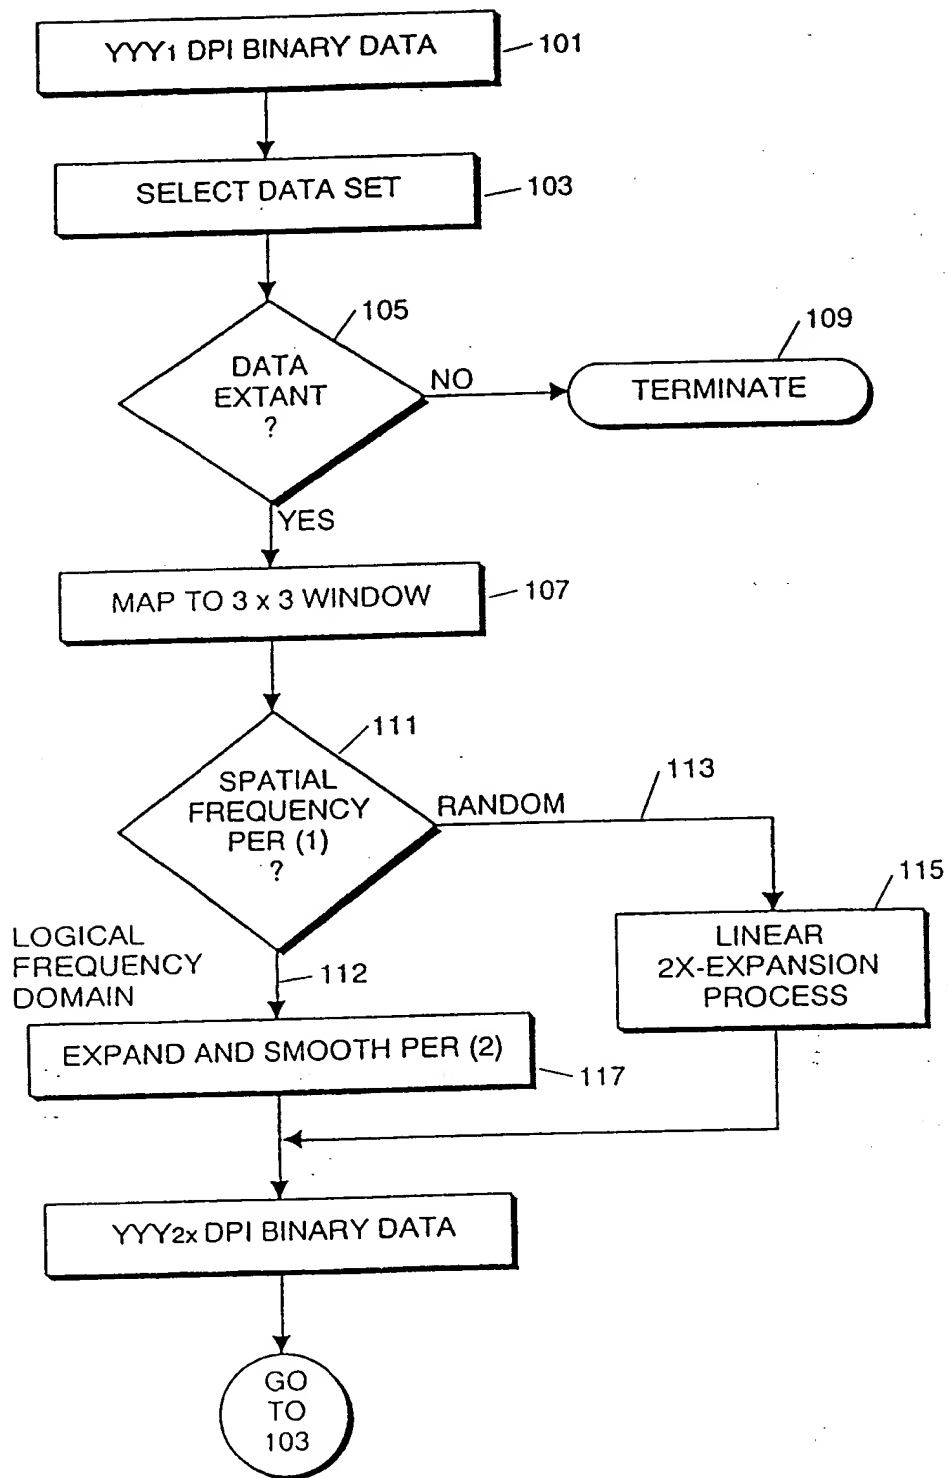 YYY1 DPI BINARY DATA
101
SELECT DATA SET
103
105
DATA
EXTANT
?
NO
109
TERMINATE
YES
MAP TO 3 x 3 WINDOW
107
111
SPATIAL
FREQUENCY
PER (1)
?
RANDOM
113
115
LINEAR
2X-EXPANSION
PROCESS
LOGICAL
FREQUENCY
DOMAIN
112
EXPAND AND SMOOTH PER (2)
117
YYY2x DPI BINARY DATA
GO
TO
103